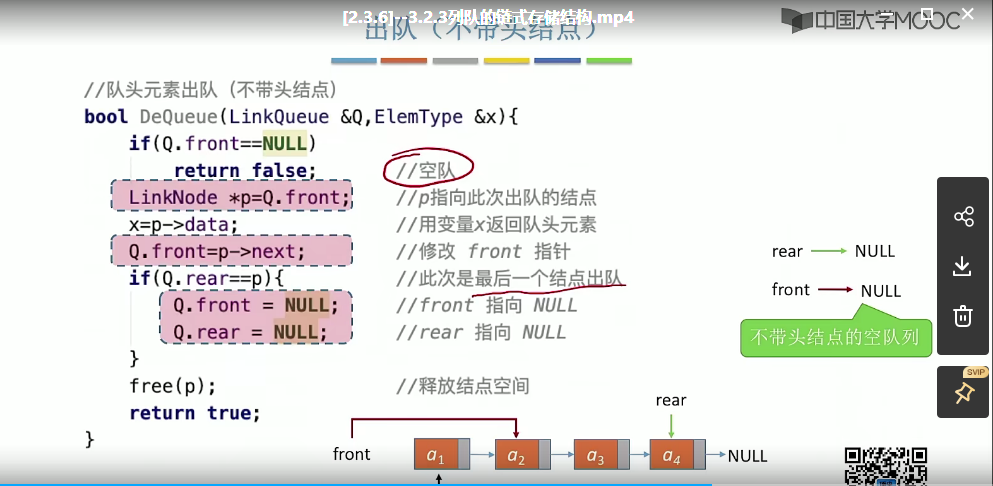 [2.3.6]--3.2.3列队的链式存储结构.mp4
中国大学MOOC
出队（不带头结点）
//队头元素出队（不带头结点）
bool DeQueue(LinkQueue &Q,ElemType &x){
if(Q.front==NULL)
return false; //空队
LinkNode *p=Q.front; //p指向此次出队的结点
x=p->data; //用变量x返回队头元素
Q.front=p->next; //修改 front 指针
if(Q.rear==p){ //此次是最后一个结点出队
Q.front = NULL; //front 指向 NULL
Q.rear = NULL; //rear 指向 NULL
}
free(p); //释放结点空间
return true;
}
rear NULL
front NULL
不带头结点的空队列
SVIP
rear
front a1 a2 a3 a4 NULL